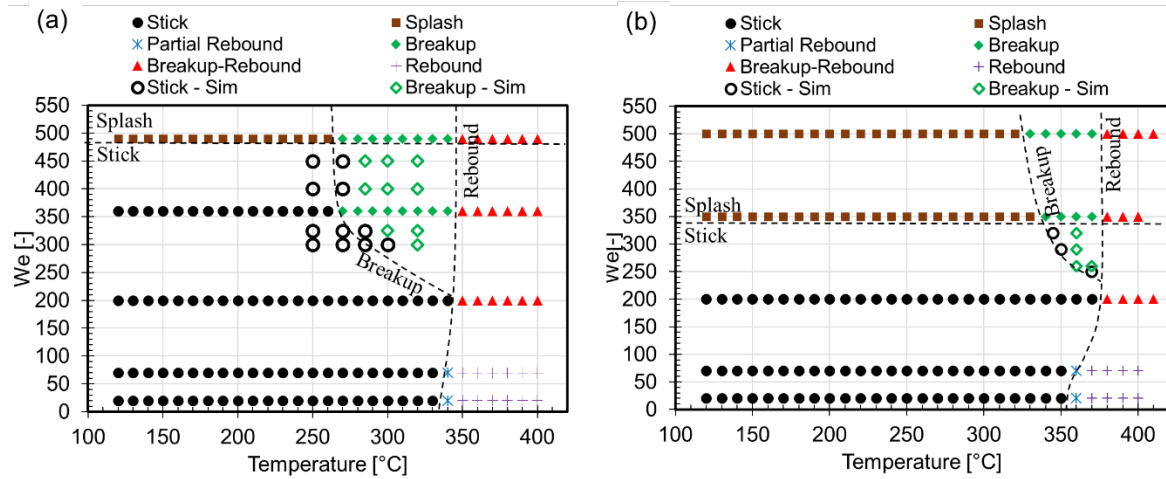 (a)
Stick Splash
Partial Rebound Breakup
Breakup-Rebound Rebound
Stick - Sim Breakup - Sim
550
500
450
400
350
300
250
200
150
100
50
0
We [-]
Splash
Stick
Breakup
Rebound
100 150 200 250 300 350 400
Temperature [°C]
(b)
Stick Splash
Partial Rebound Breakup
Breakup-Rebound Rebound
Stick - Sim Breakup - Sim
550
500
450
400
350
300
250
200
150
100
50
0
We[-]
Splash
Stick
Breakup
Rebound
100 150 200 250 300 350 400
Temperature [°C]